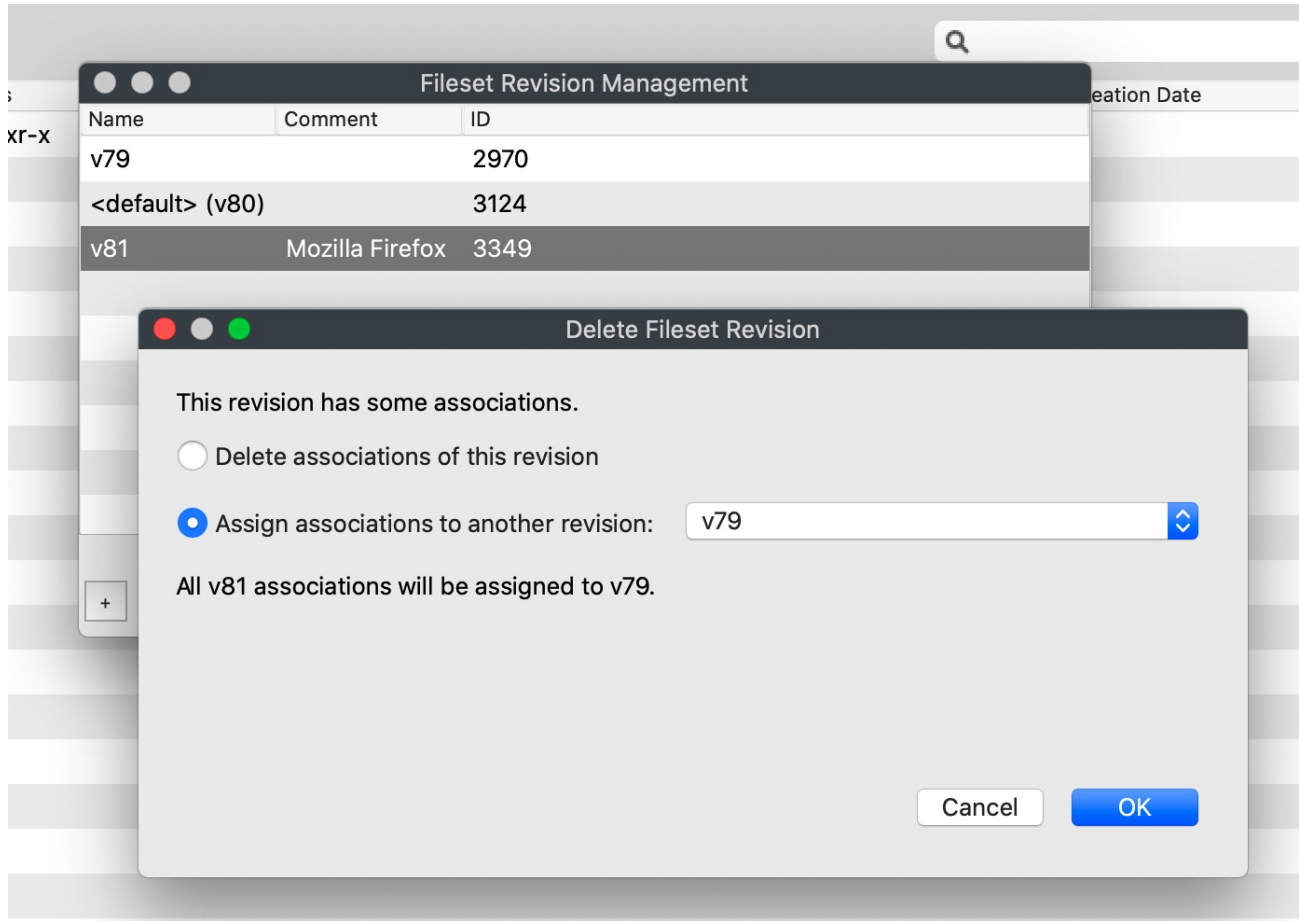 Fileset Revision Management
eation Date
Name Comment ID
xr-x
v79 2970
<default> (v80) 3124
v81 Mozilla Firefox 3349
Delete Fileset Revision
This revision has some associations.
Delete associations of this revision
Assign associations to another revision: v79
All v81 associations will be assigned to v79.
+
Cancel OK